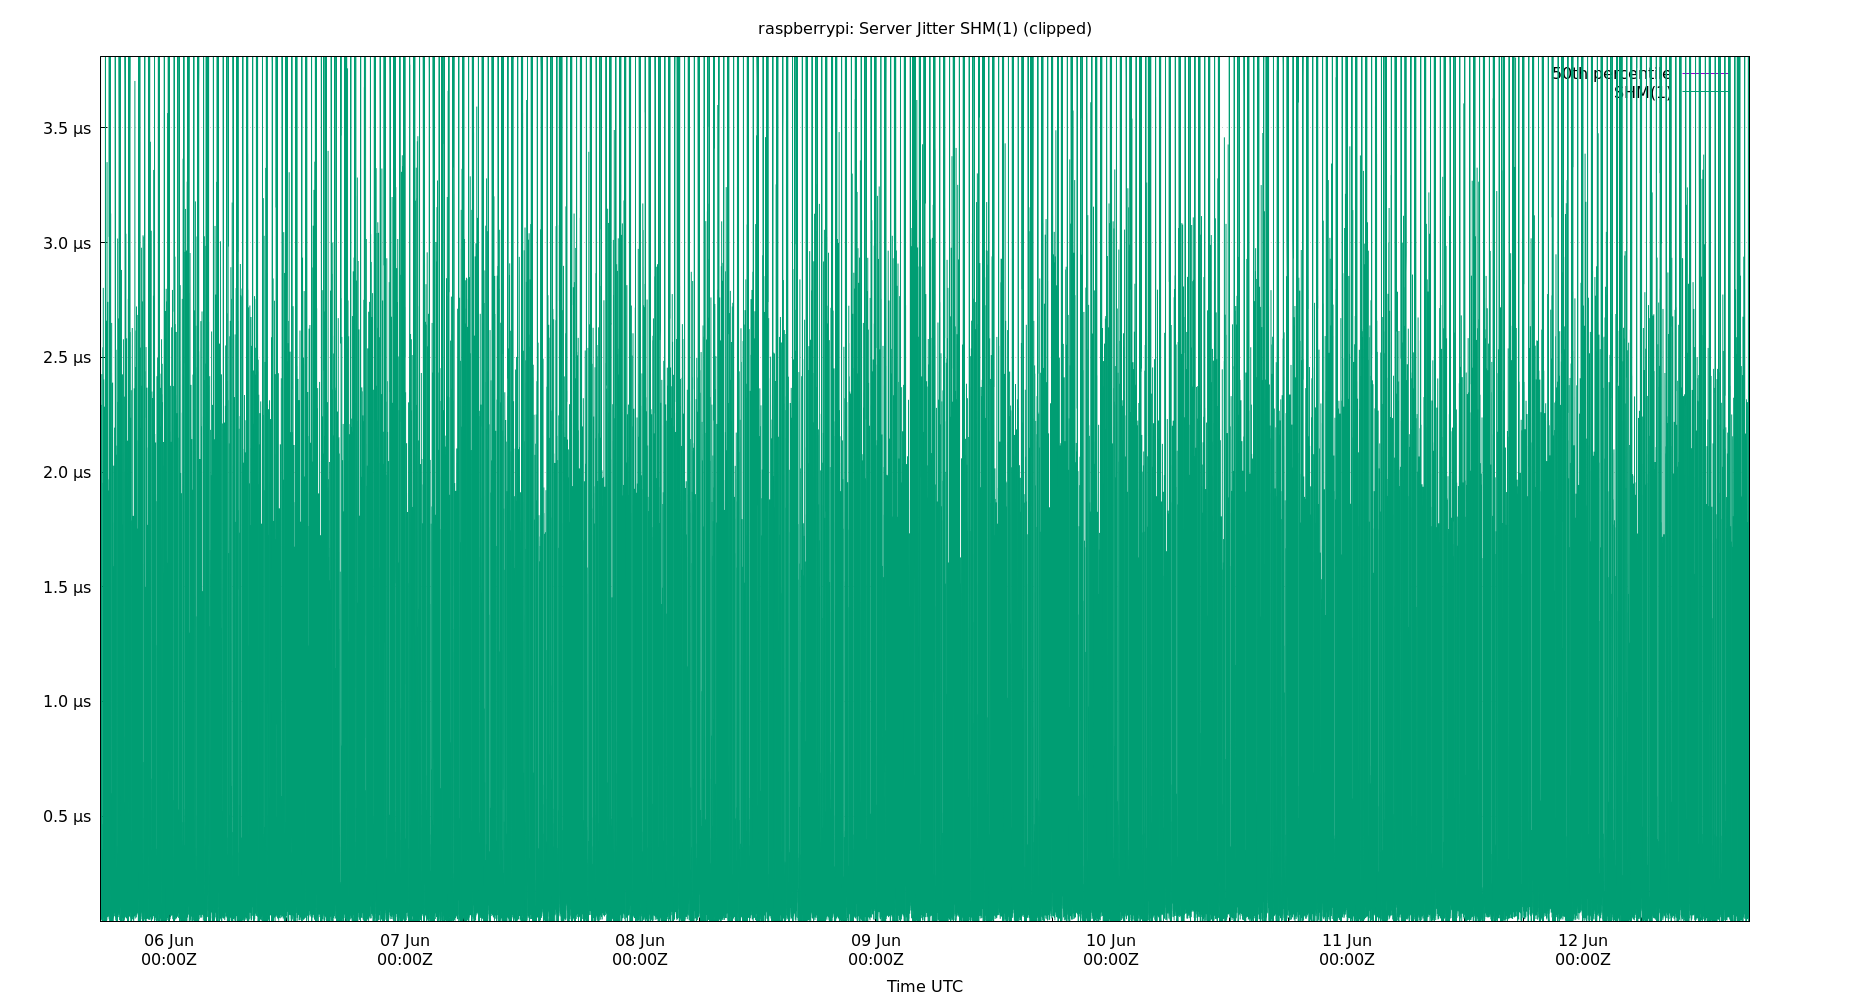 raspberrypi: Server Jitter SHM(1) (clipped)
50th percentile
SHM(1)
3.5 µs
3.0 µs
2.5 µs
2.0 µs
1.5 µs
1.0 µs
0.5 µs
06 Jun 07 Jun 08 Jun 09 Jun 10 Jun 11 Jun 12 Jun
00:00Z 00:00Z 00:00Z 00:00Z 00:00Z 00:00Z 00:00Z
Time UTC